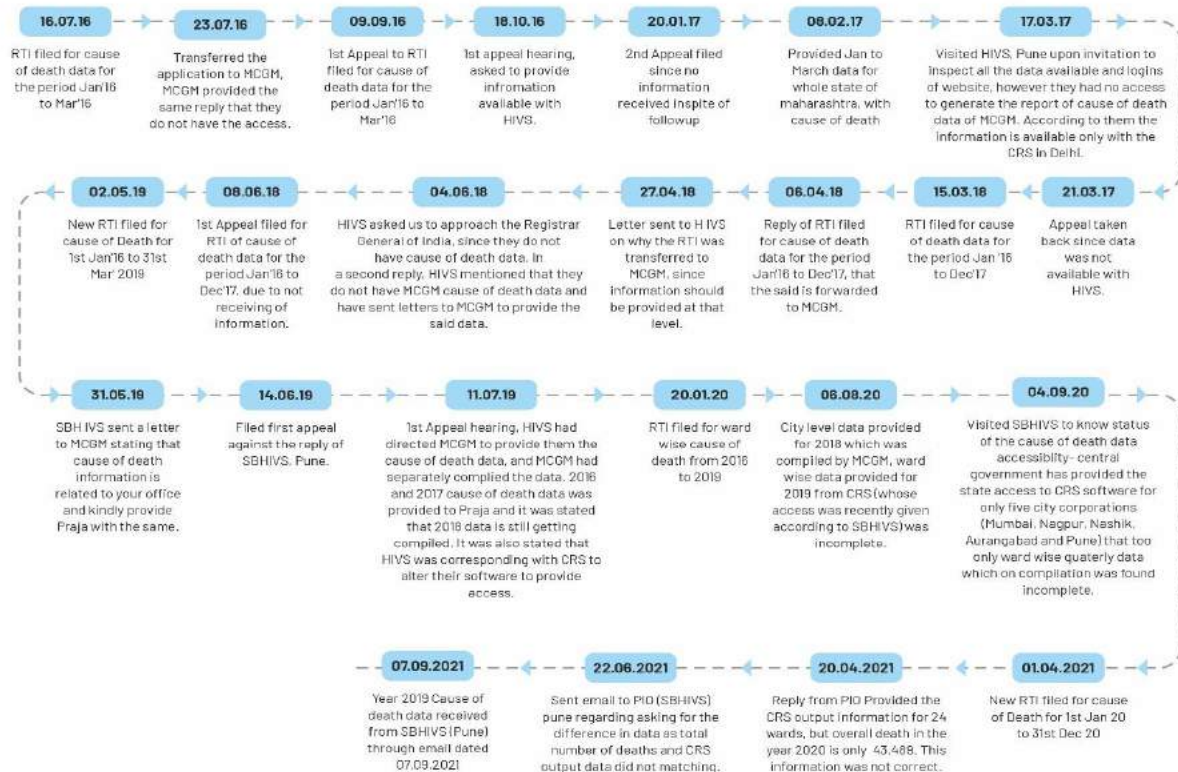 16.07.16
RTI filed for cause
of death data for
the period Jan'16
to Mar'16
23.07.16
Transferred the
application to MCGM,
MCGM provided the
same reply that they
do not have the access.
09.09.16
1st Appeal to RTI
filed for cause of
death data for the
period Jan'16 to
Mar'16
18.10.16
1st appeal hearing,
asked to provide
infromation
available with
HIVS.
20.01.17
2nd Appeal filed
since no
information
received inspite of
followup
08.02.17
Provided Jan to
March data for
whole state of
maharashtra, with
cause of death
17.03.17
Visited HIVS, Pune upon invitation to
inspect all the data available and logins
of website, however they had no access
to generate the report of cause of death
data of MCGM. According to them the
information is available only with the
CRS in Delhi.
21.03.17
Appeal taken
back since data
was not
available with
HIVS.
15.03.18
RTI filed for cause
of death data for
the period Jan '16
to Dec'17
06.04.18
Reply of RTI filed
for cause of death
data for the period
Jan'16 to Dec'17, that
the said is forwarded
to MCGM.
27.04.18
Letter sent to H IVS
on why the RTI was
transferred to
MCGM, since
information should
be provided at that
level.
04.06.18
HIVS asked us to approach the Registrar
General of India, since they do not
have cause of death data. In
a second reply, HIVS mentioned that they
do not have MCGM cause of death data and
have sent letters to MCGM to provide the
said data.
08.06.18
1st Appeal filed for
RTI of cause of
death data for the
period Jan'16 to
Dec'17. due to not
receiving of
information.
02.05.19
New RTI filed for
cause of Death for
1st Jan'16 to 31st
Mar' 2019
31.05.19
SBH IVS sent a letter
to MCGM stating that
cause of death
information is
related to your office
and kindly provide
Praja with the same.
14.06.19
Filed first appeal
against the reply of
SBHIVS, Pune.
11.07.19
1st Appeal hearing, HIVS had
directed MCGM to provide them the
cause of death data, and MCGM had
separately complied the data. 2016
and 2017 cause of death data was
provided to Praja and it was stated
that 2018 data is still getting
compiled. It was also stated that
HIVS was corresponding with CRS to
alter their software to provide
access.
20.01.20
RTI filed for ward
wise cause of
death from 2016
to 2019
06.08.20
City level data provided
for 2018 which was
compiled by MCGM, ward
wise data provided for
2019 from CRS (whose
access was recently given
according to SBHIVS) was
incomplete.
04.09.20
Visited SBHIVS to know status
of the cause of death data
accessiblity- central
government has provided the
state access to CRS software for
only five city corporations
(Mumbai, Nagpur, Nashik,
Aurangabad and Pune) that too
only ward wise quaterly data
which on compilation was found
incomplete.
01.04.2021
New RTI filed for cause
of Death for 1st Jan 20
to 31st Dec 20
20.04.2021
Reply from PIO Provided the
CRS output information for 24
wards, but overall death in the
year 2020 is only 43,488. This
information was not correct.
22.06.2021
Sent email to PIO (SBHIVS)
pune regarding asking for the
difference in data as total
number of deaths and CRS
output data did not matching.
07.09.2021
Year 2019 Cause of
death data received
from SBHIVS (Pune)
through email dated
07.09.2021